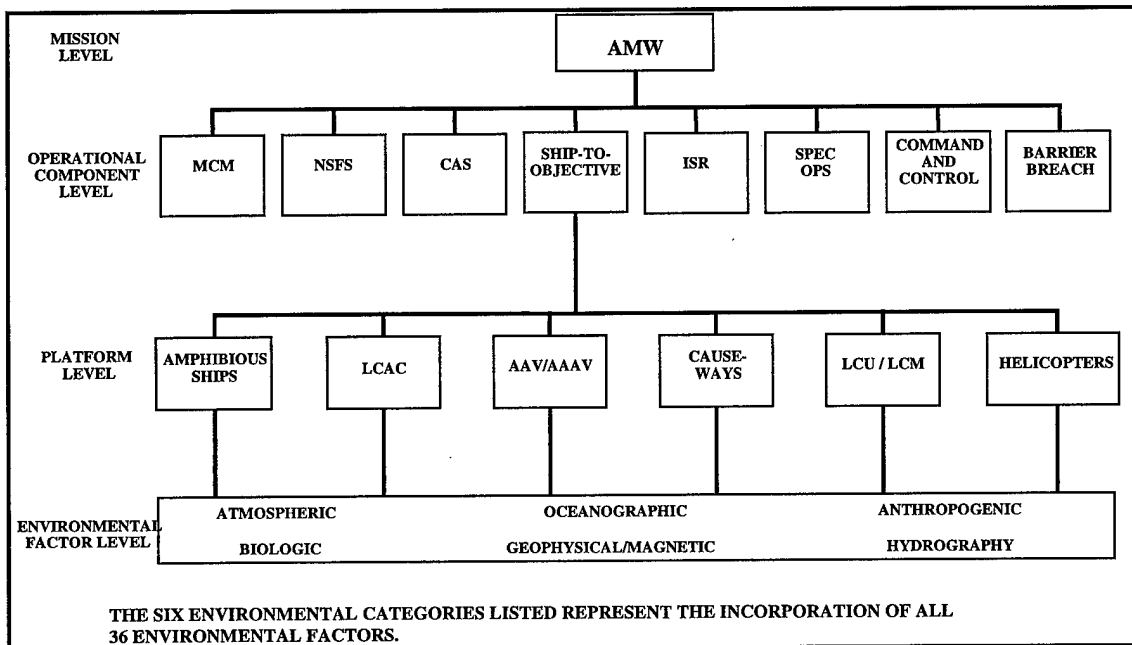 MISSION
LEVEL
AMW
OPERATIONAL
COMPONENT
LEVEL
MCM
NSFS
CAS
SHIP-TO-
OBJECTIVE
ISR
SPEC
OPS
COMMAND
AND
CONTROL
BARRIER
BREACH
PLATFORM
LEVEL
AMPHIBIOUS
SHIPS
LCAC
AAV/AAAV
CAUSE-
WAYS
LCU / LCM
HELICOPTERS
ENVIRONMENTAL
FACTOR LEVEL
ATMOSPHERIC
OCEANOGRAPHIC
ANTHROPOGENIC
BIOLOGIC
GEOPHYSICAL/MAGNETIC
HYDROGRAPHY
THE SIX ENVIRONMENTAL CATEGORIES LISTED REPRESENT THE INCORPORATION OF ALL
36 ENVIRONMENTAL FACTORS.